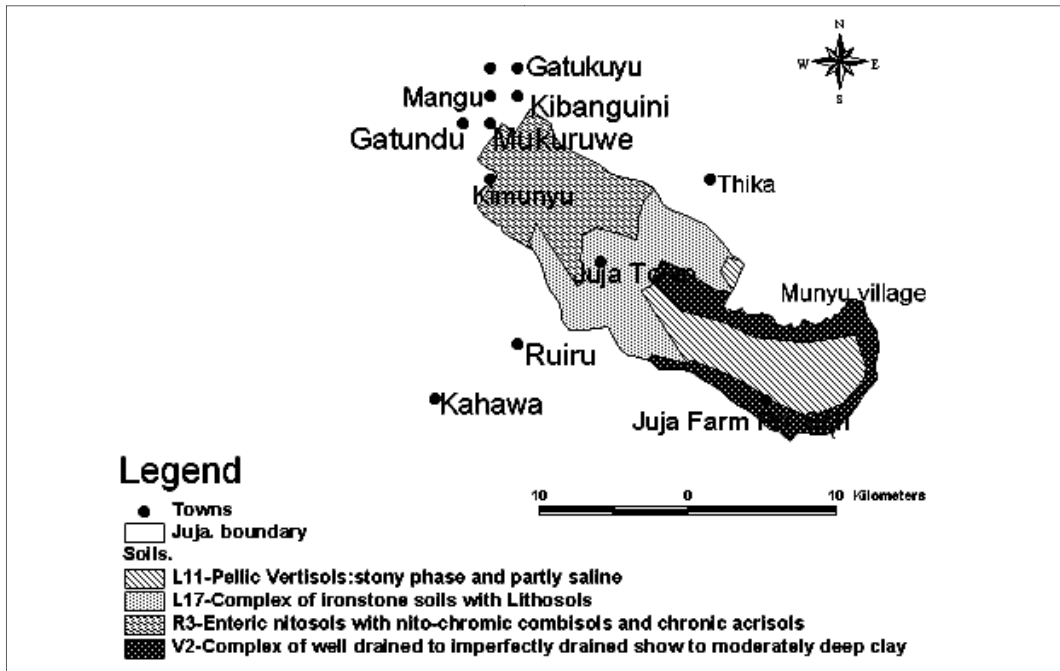 N
W E
S
Gatukuyu
Mangu
Kibanguini
Gatundu
Mukuruwe
Kimunyu
Thika
Juja
Munyu village
Ruiru
Kahawa
Juja Farm
Legend
10 0 10 Kilometers
Towns
Juja. boundary
Soils.
L11-Pellic Vertisols:stony phase and partly saline
L17-Complex of ironstone soils with Lithosols
R3-Enteric nitosols with nito-chromic combisols and chronic acrisols
V2-Complex of well drained to imperfectly drained show to moderately deep clay